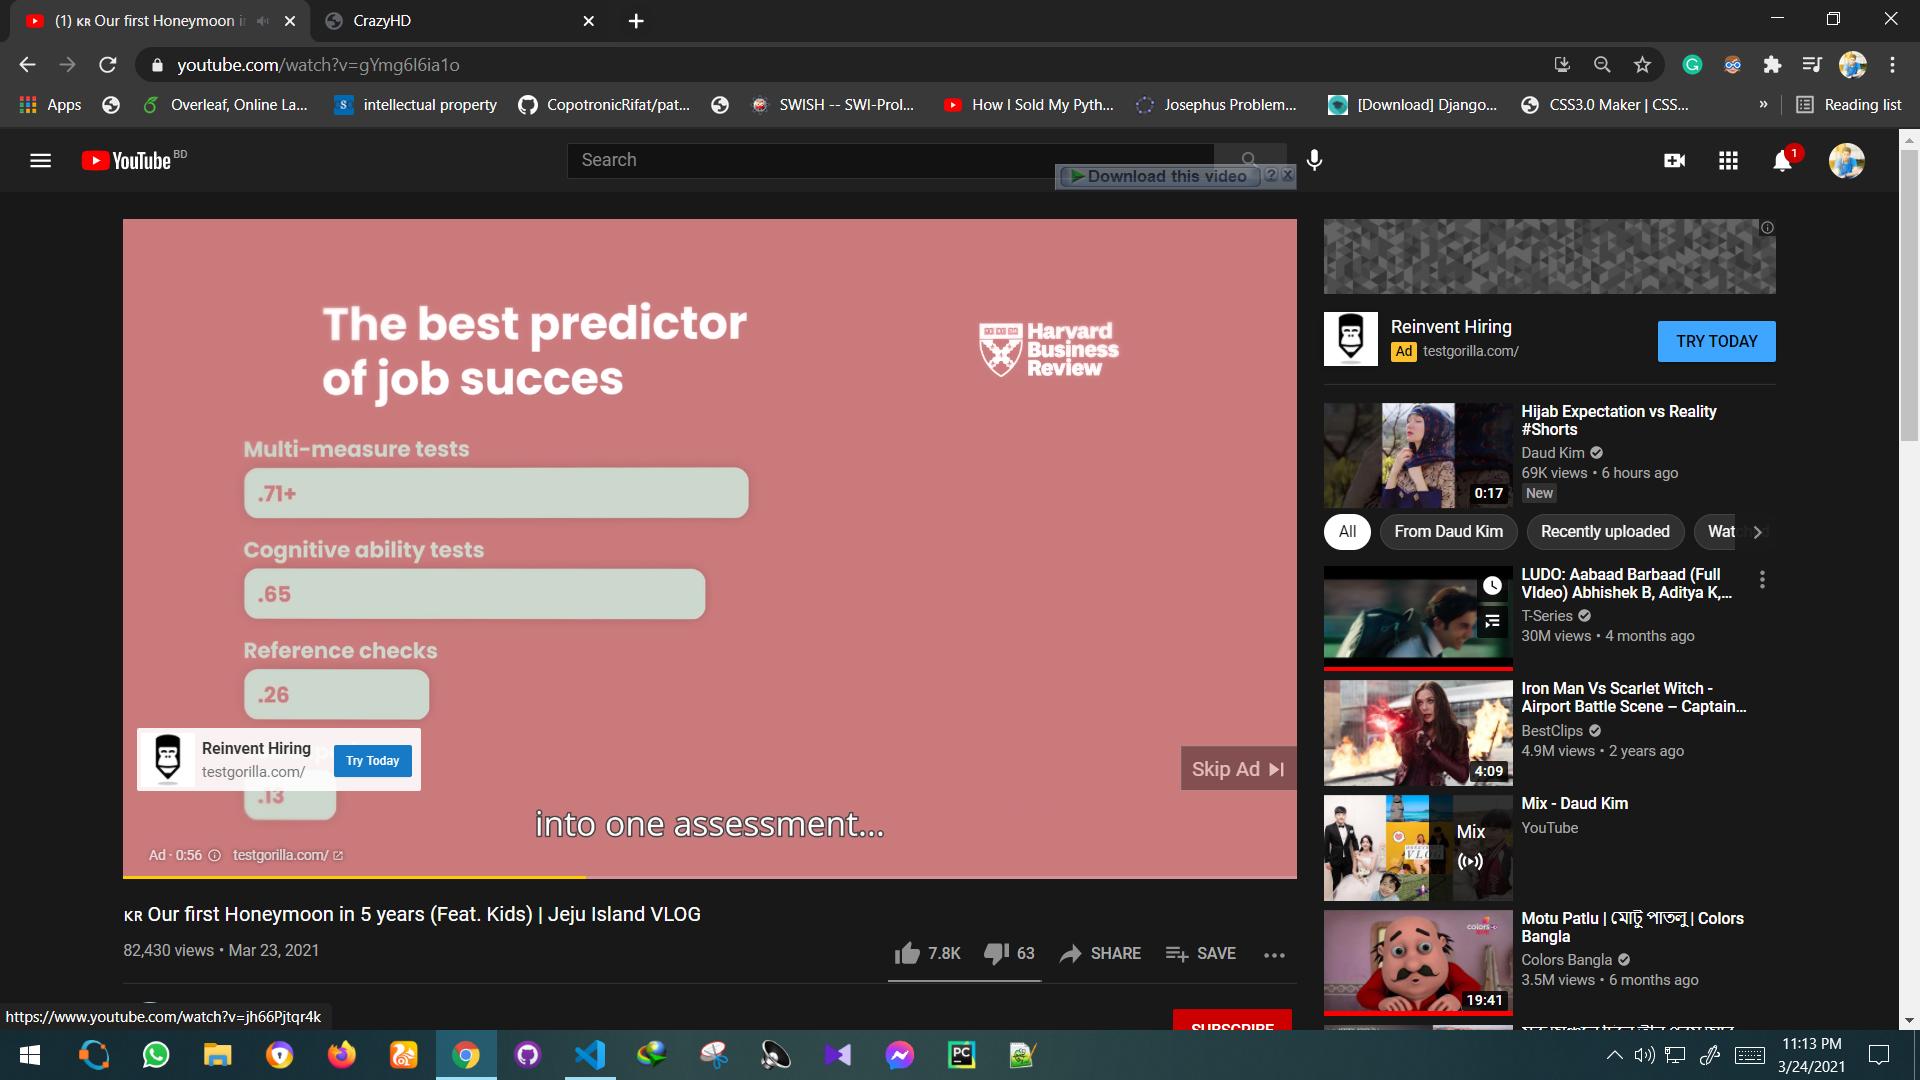 (1) ᴋʀ Our first Honeymoon in
CrazyHD
youtube.com/watch?v=gYmg6l6ia1o
Apps
Overleaf, Online La...
intellectual property
CopotronicRifat/pat...
SWISH -- SWI-Prol...
How I Sold My Pyth...
Josephus Problem...
[Download] Django...
CSS3.0 Maker | CSS...
»
Reading list
YouTube BD
Search
Download this video
1
The best predictor
of job succes
Harvard
Business
Review
Multi-measure tests
.71+
Cognitive ability tests
.65
Reference checks
.26
Reinvent Hiring
testgorilla.com/
Try Today
.13
Skip Ad
into one assessment...
Ad · 0:56
testgorilla.com/
ᴋʀ Our first Honeymoon in 5 years (Feat. Kids) | Jeju Island VLOG
82,430 views • Mar 23, 2021
7.8K
63
SHARE
SAVE
SUBSCRIBE
Reinvent Hiring
Ad testgorilla.com/
TRY TODAY
Hijab Expectation vs Reality
#Shorts
Daud Kim
69K views • 6 hours ago
New
0:17
All
From Daud Kim
Recently uploaded
Watched
LUDO: Aabaad Barbaad (Full
VIdeo) Abhishek B, Aditya K,...
T-Series
30M views • 4 months ago
Iron Man Vs Scarlet Witch -
Airport Battle Scene – Captain...
BestClips
4.9M views • 2 years ago
4:09
Mix - Daud Kim
YouTube
Mix
Motu Patlu | মোটু পাতলু | Colors
Bangla
Colors Bangla
3.5M views • 6 months ago
19:41
https://www.youtube.com/watch?v=jh66Pjtqr4k
PC
11:13 PM
3/24/2021